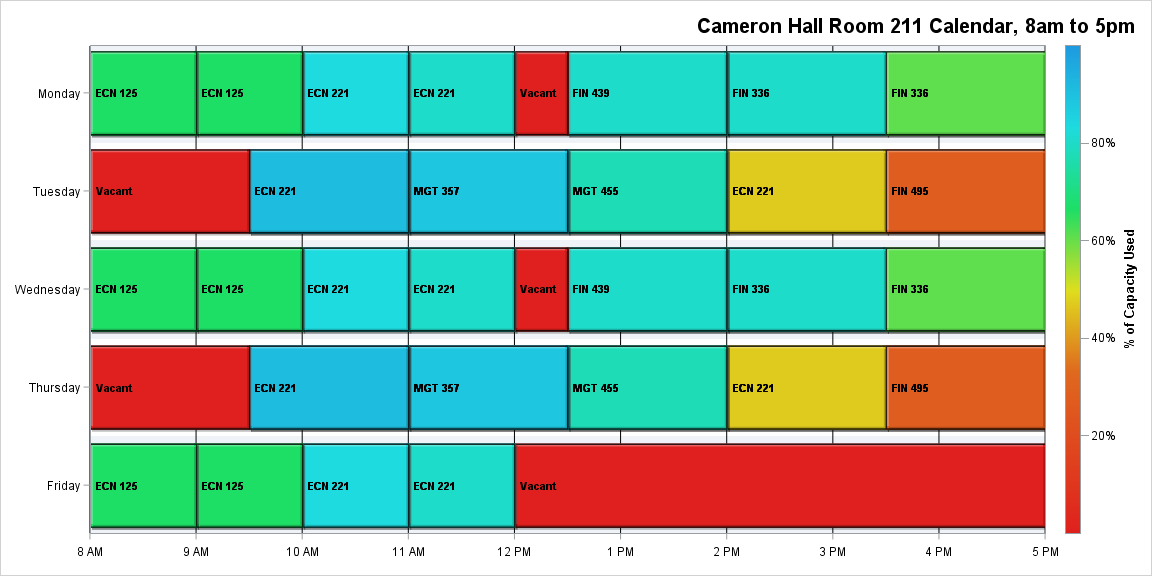 Cameron Hall Room 211 Calendar, 8am to 5pm
Monday ECN 125 ECN 125 ECN 221 ECN 221 Vacant FIN 439 FIN 336 FIN 336
80%
Tuesday Vacant ECN 221 MGT 357 MGT 455 ECN 221 FIN 495
60%
% of Capacity Used
Wednesday ECN 125 ECN 125 ECN 221 ECN 221 Vacant FIN 439 FIN 336 FIN 336
40%
Thursday Vacant ECN 221 MGT 357 MGT 455 ECN 221 FIN 495
20%
Friday ECN 125 ECN 125 ECN 221 ECN 221 Vacant
8 AM 9 AM 10 AM 11 AM 12 PM 1 PM 2 PM 3 PM 4 PM 5 PM